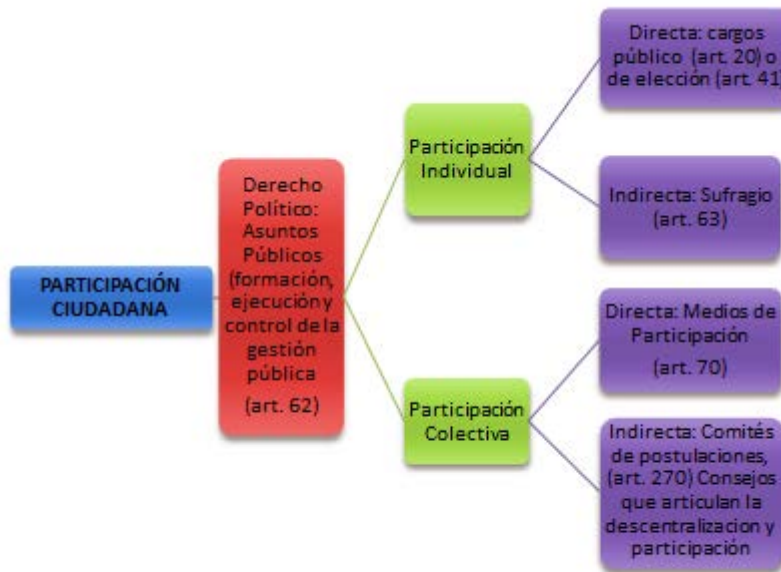 PARTICIPACIÓN
CIUDADANA
Derecho
Político:
Asuntos
Públicos
(formación,
ejecución y
control de la
gestión
pública
(art. 62)
Participación
Individual
Directa: cargos
público (art. 20) o
de elección (art. 41)
Indirecta: Sufragio
(art. 63)
Participación
Colectiva
Directa: Medios de
Participación
(art. 70)
Indirecta: Comités
de postulaciones,
(art. 270) Consejos
que articulan la
descentralizacion y
participación